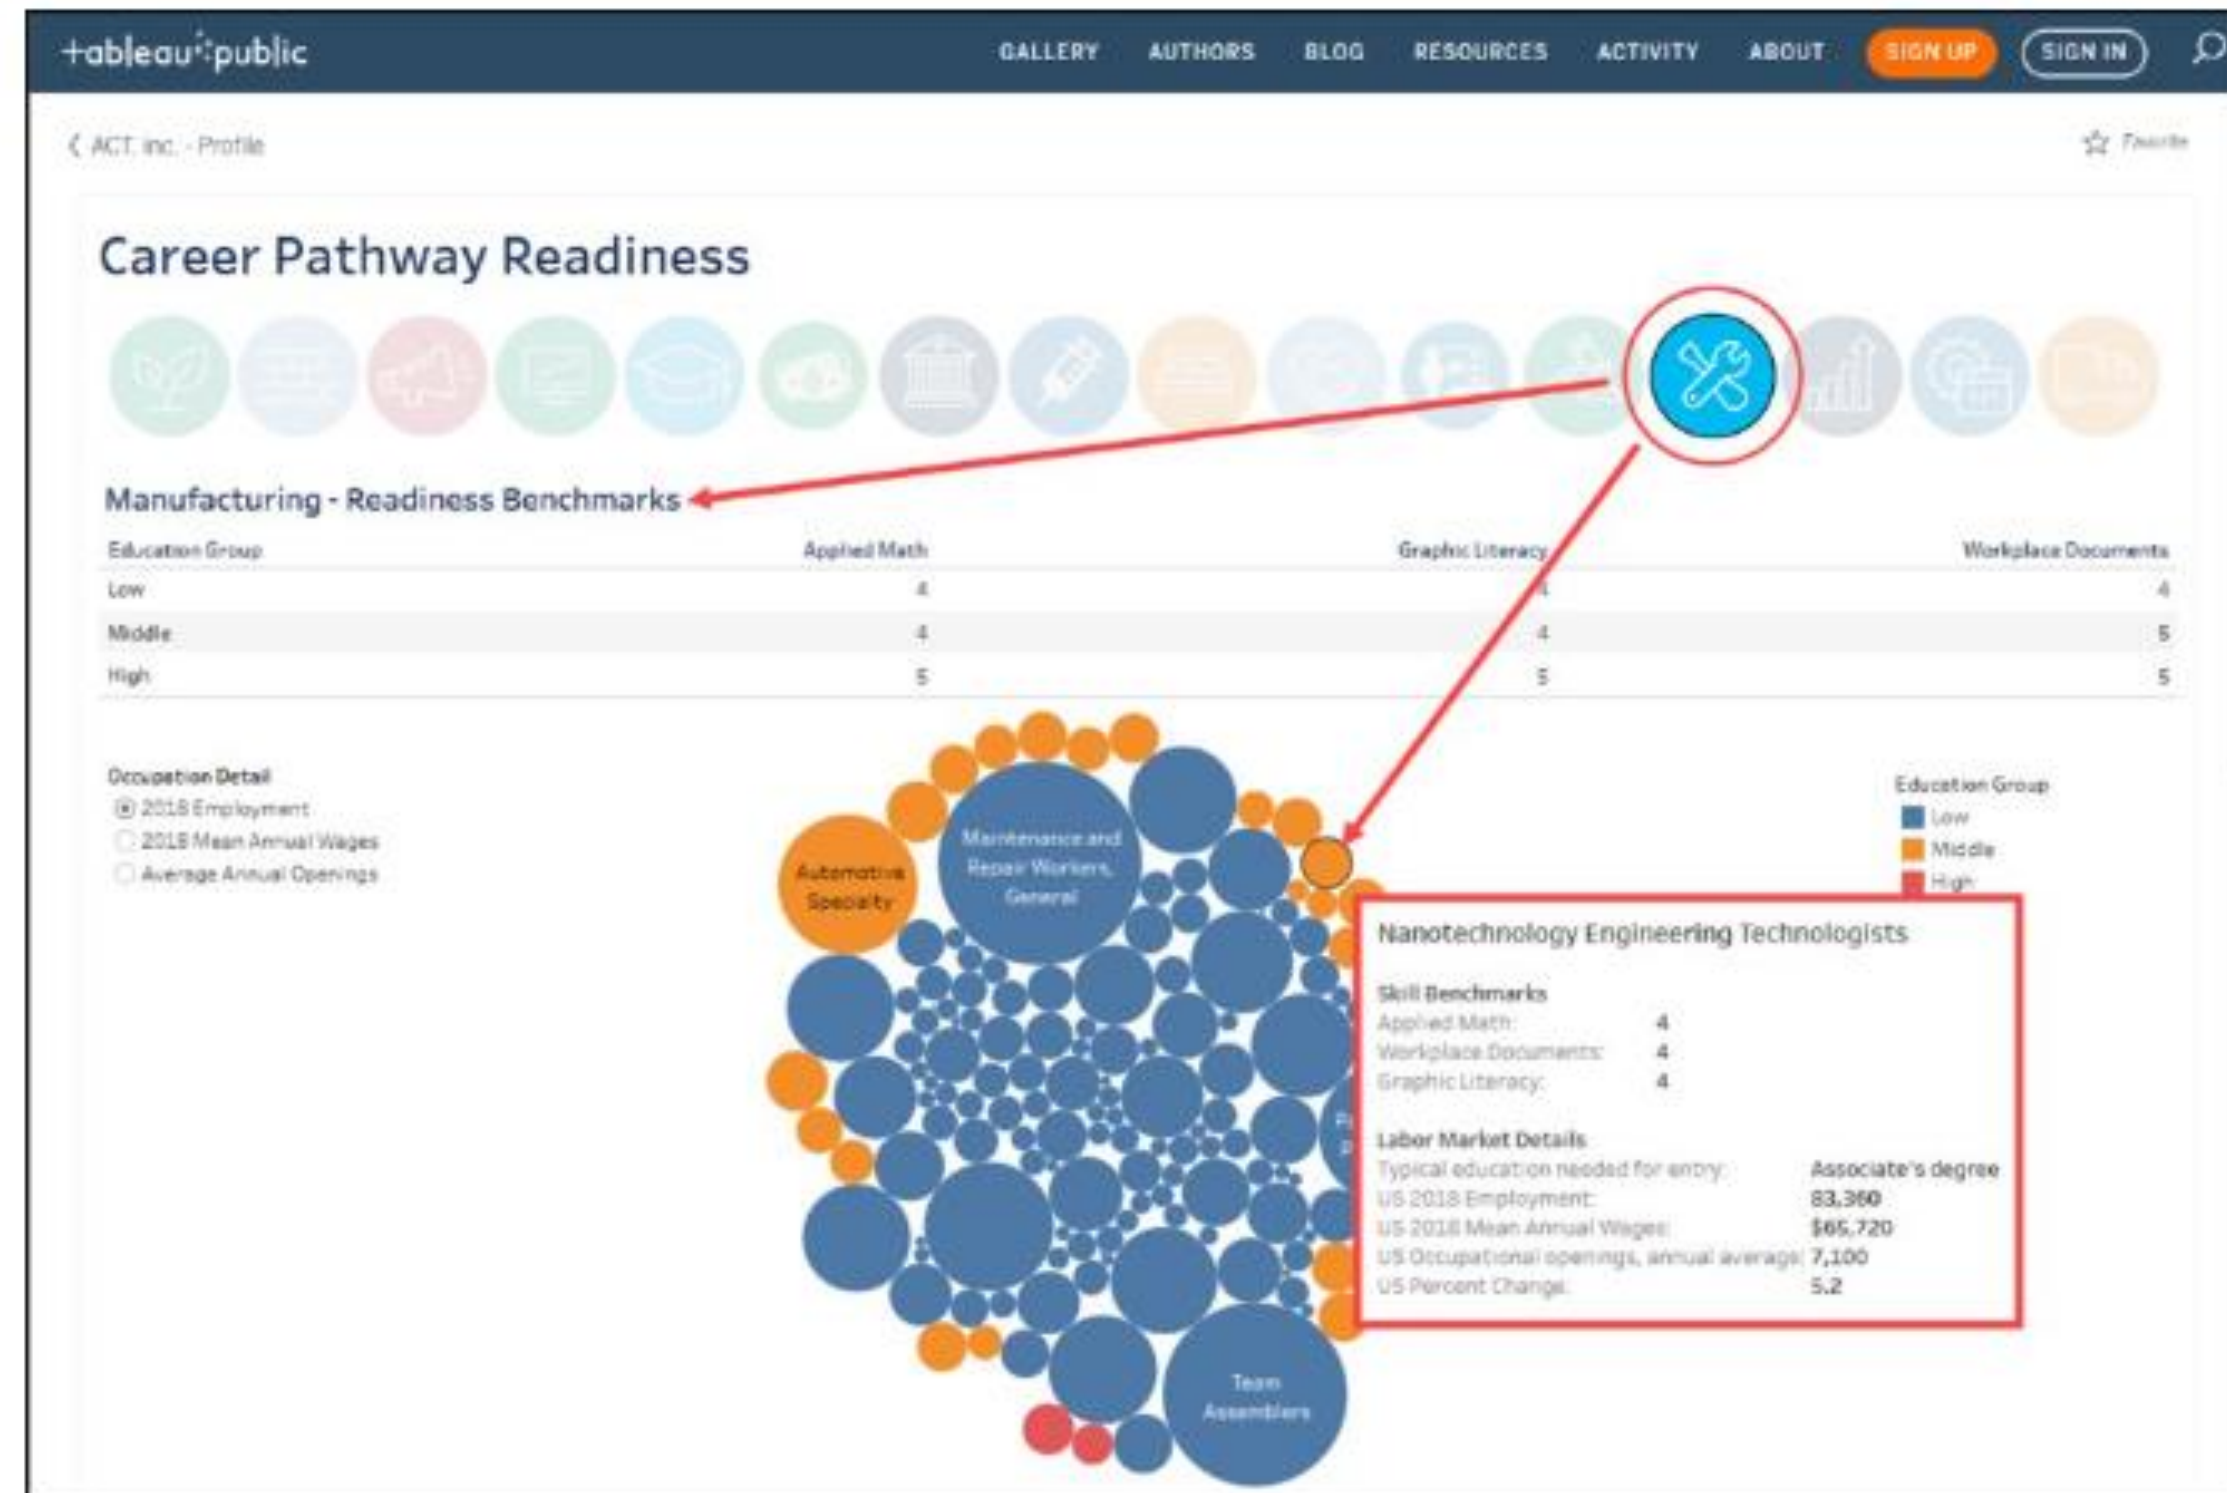 +ableau public
GALLERY AUTHORS BLOG RESOURCES ACTIVITY ABOUT SIGN UP SIGN IN
ACT, inc. - Profile
Favorite
Career Pathway Readiness
Manufacturing - Readiness Benchmarks
Education Group Applied Math Graphic Literacy Workplace Documents
Low 4 4 4
Middle 4 4 5
High 5 5 5
Occupation Detail
2018 Employment
2018 Mean Annual Wages
Average Annual Openings
Education Group
Low
Middle
High
Maintenance and
Repair Workers,
General
Automotive
Specialty
Nanotechnology Engineering Technologists
Skill Benchmarks
Applied Math: 4
Workplace Documents: 4
Graphic Literacy: 4
Labor Market Details
Typical education needed for entry: Associate's degree
US 2018 Employment: 83,360
US 2018 Mean Annual Wages: $65,720
US Occupational openings, annual average: 7,100
US Percent Change: 5.2
Team
Assemblers